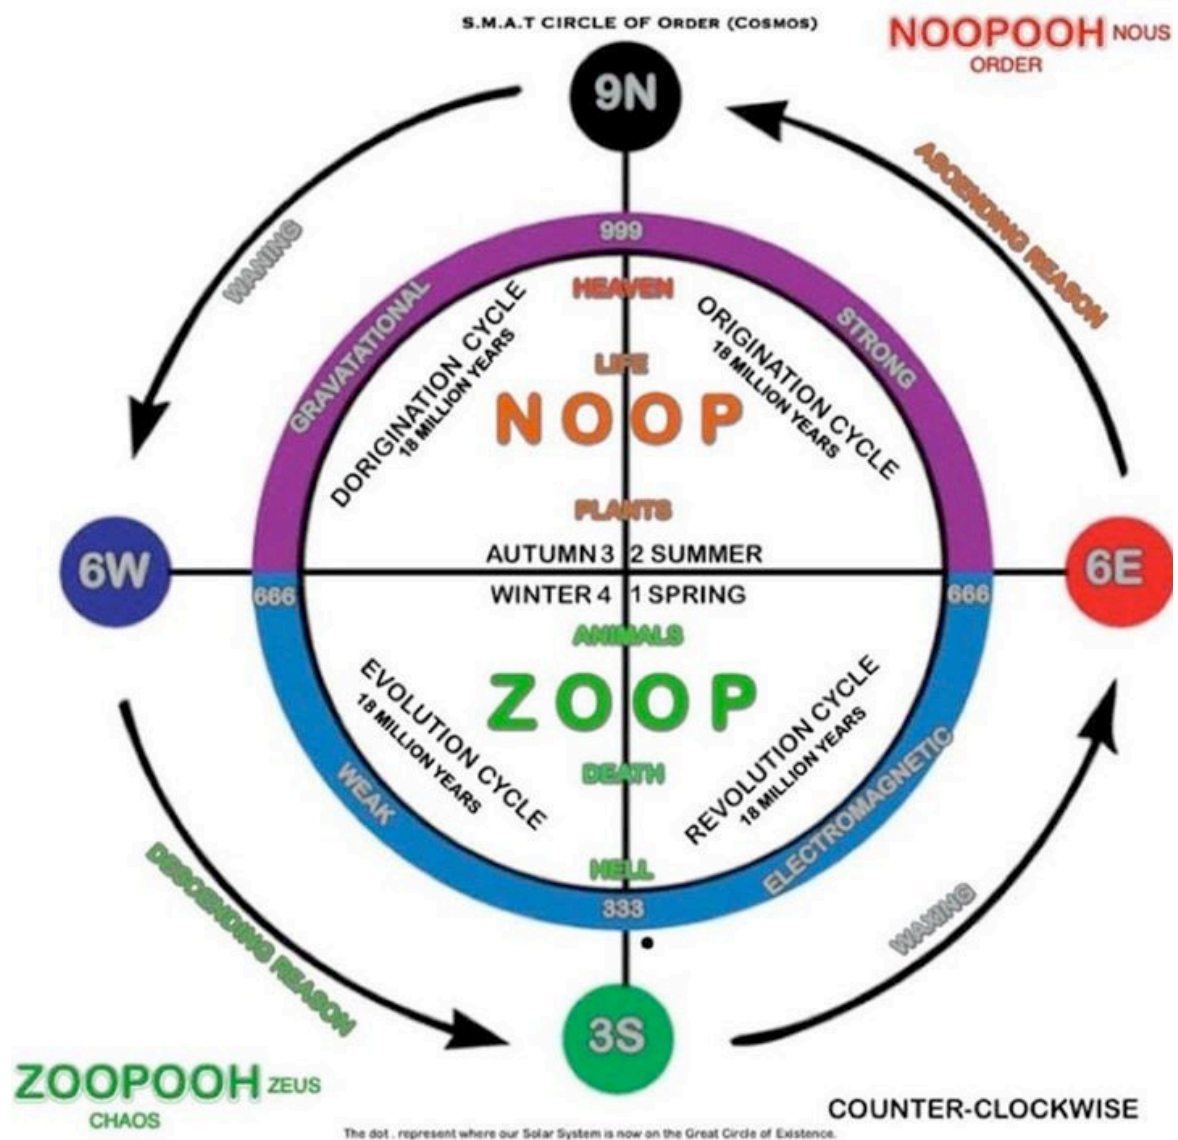 S.M.A.T CIRCLE OF ORDER (COSMOS)
NOOPOOH NOUS
ORDER
9N
WANING
ASCENDING REASON
999
GRAVATATIONAL
STRONG
HEAVEN
DORIGINATION CYCLE
18 MILLION YEARS
ORIGINATION CYCLE
18 MILLION YEARS
LIFE
NOOP
PLANTS
AUTUMN 3
2 SUMMER
6W
6E
666
WINTER 4
1 SPRING
666
ANIMALS
ZOOP
EVOLUTION CYCLE
18 MILLION YEARS
REVOLUTION CYCLE
18 MILLION YEARS
DEATH
WEAK
ELECTROMAGNETIC
HELL
333
DSSCENDING REASON
WAXING
3S
ZOOPOOH ZEUS
CHAOS
COUNTER-CLOCKWISE
The dot . represent where our Solar System is now on the Great Circle of Existence.